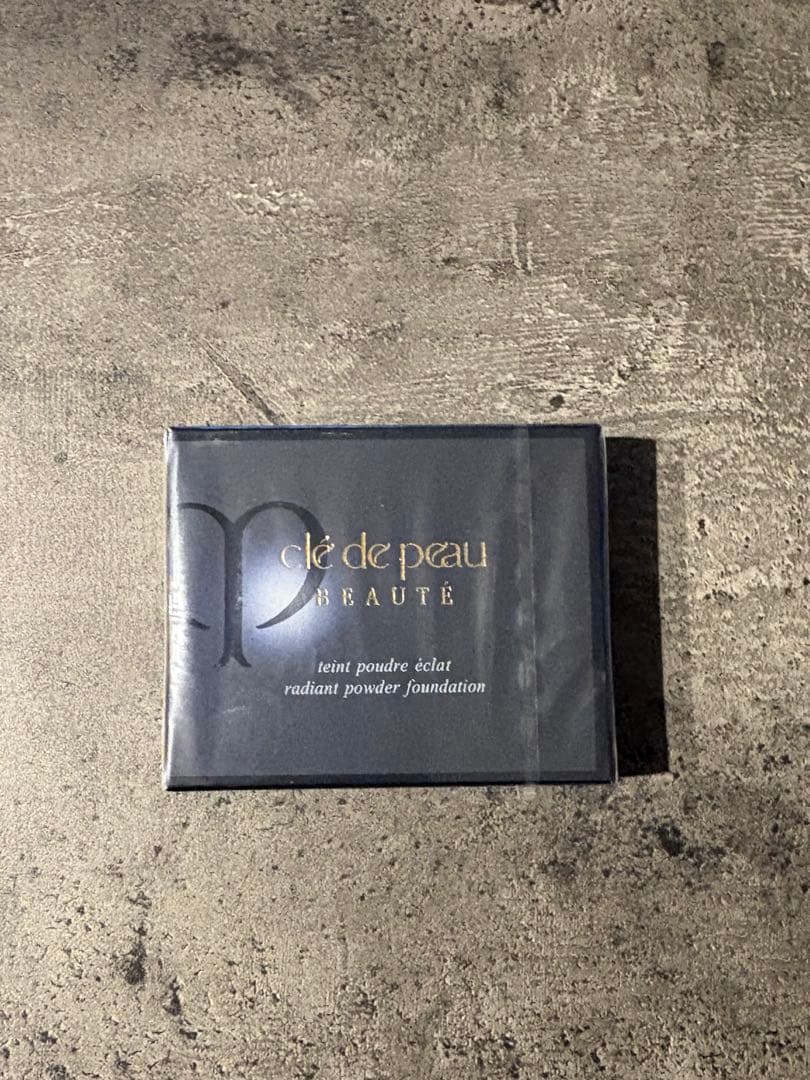 clé de peau
BEAUTÉ
teint poudre éclat
radiant powder foundation